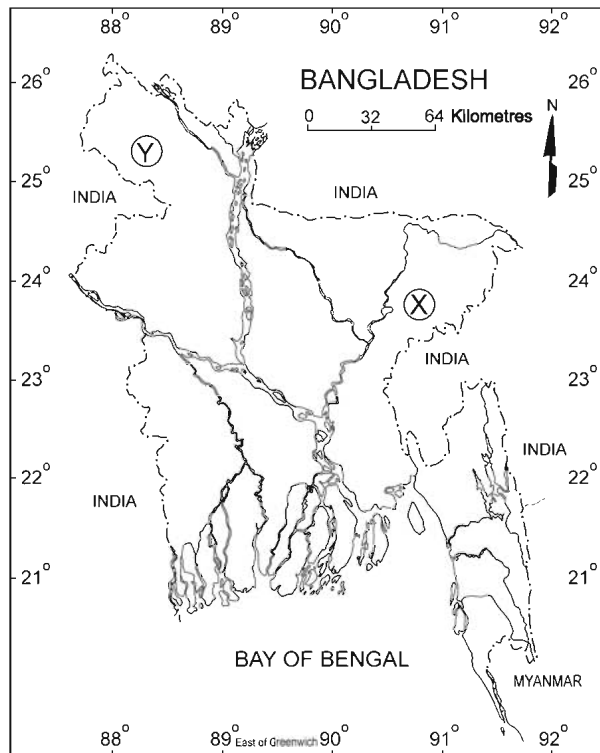 88° 89° 90° 91° 92°
26° 26°
BANGLADESH
0 32 64 Kilometres
N
Y
25° 25°
INDIA INDIA
24° 24°
X
INDIA
23° 23°
INDIA
22° 22°
INDIA
21° 21°
BAY OF BENGAL
MYANMAR
88° 89° 90° 91° 92°
East of Greenwich